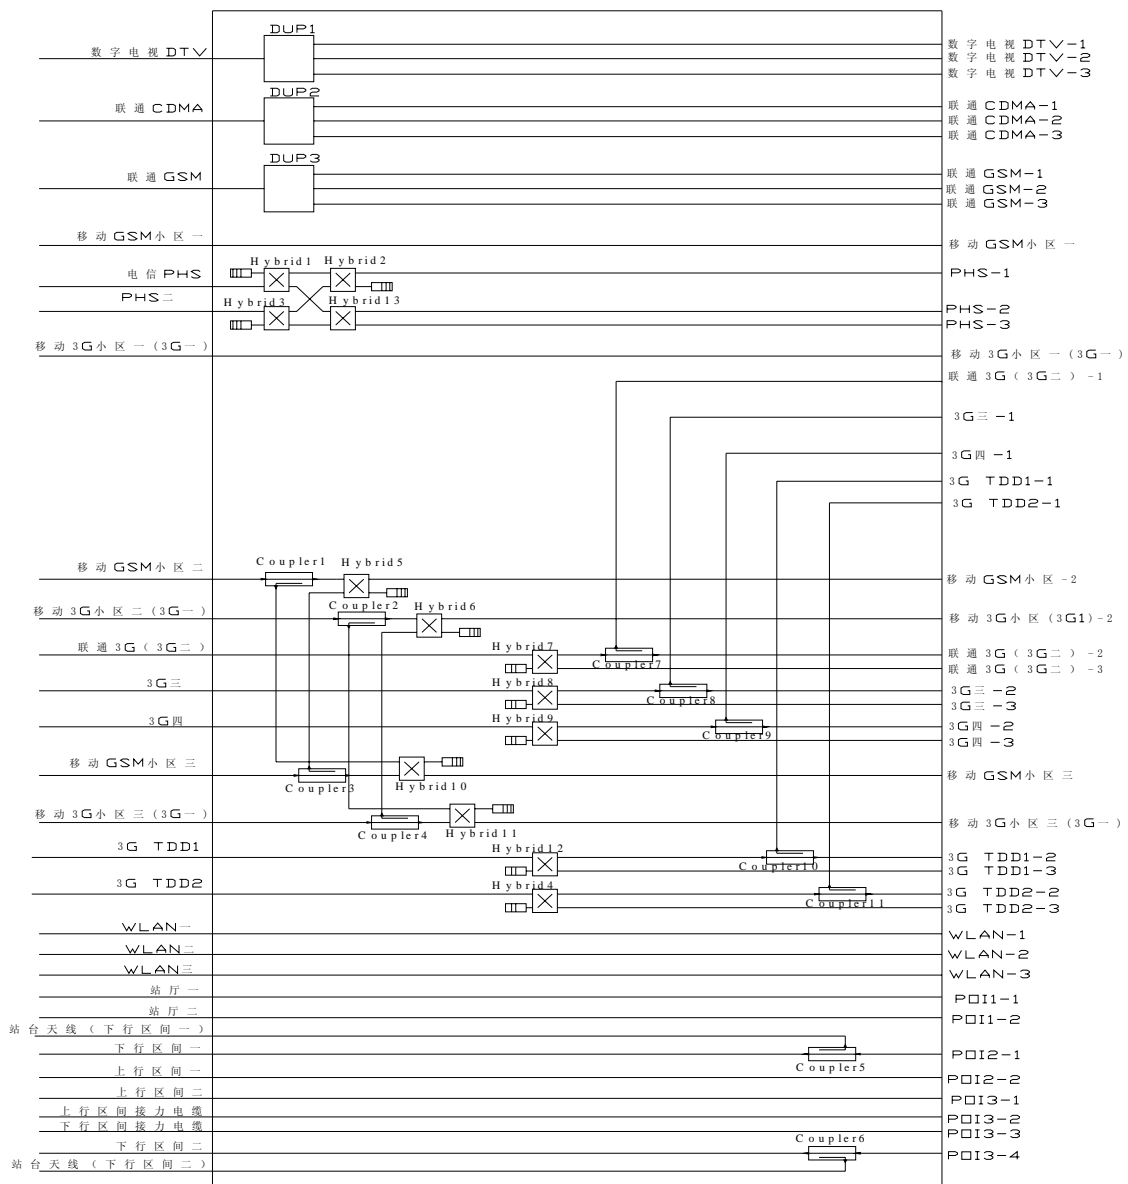 DUP1
数字电视DTV
数字电视DTV-1
数字电视DTV-2
数字电视DTV-3
DUP2
联通CDMA
联通CDMA-1
联通CDMA-2
联通CDMA-3
DUP3
联通GSM
联通GSM-1
联通GSM-2
联通GSM-3
移动GSM小区一
移动GSM小区一
Hybrid1
Hybrid2
电信PHS
PHS-1
PHS二
Hybrid3
Hybrid13
PHS-2
PHS-3
移动3G小区一(3G一)
移动3G小区一(3G一)
联通3G(3G二)-1
3G三-1
3G四-1
3G TDD1-1
3G TDD2-1
Coupler1
Hybrid5
移动GSM小区二
移动GSM小区-2
Coupler2
Hybrid6
移动3G小区二(3G一)
移动3G小区(3G1)-2
联通3G(3G二)
Hybrid7
Coupler7
联通3G(3G二)-2
联通3G(3G二)-3
3G三
Hybrid8
Coupler8
3G三-2
3G三-3
3G四
Hybrid9
Coupler9
3G四-2
3G四-3
移动GSM小区三
Coupler3
Hybrid10
移动GSM小区三
移动3G小区三(3G一)
Coupler4
Hybrid11
移动3G小区三(3G一)
3G TDD1
Hybrid12
Coupler10
3G TDD1-2
3G TDD1-3
3G TDD2
Hybrid4
Coupler11
3G TDD2-2
3G TDD2-3
WLAN一
WLAN-1
WLAN二
WLAN-2
WLAN三
WLAN-3
站厅一
POI1-1
站厅二
POI1-2
站台天线(下行区间一)
下行区间一
Coupler5
POI2-1
上行区间一
POI2-2
上行区间二
POI3-1
上行区间接力电缆
POI3-2
下行区间接力电缆
POI3-3
下行区间二
Coupler6
POI3-4
站台天线(下行区间二)